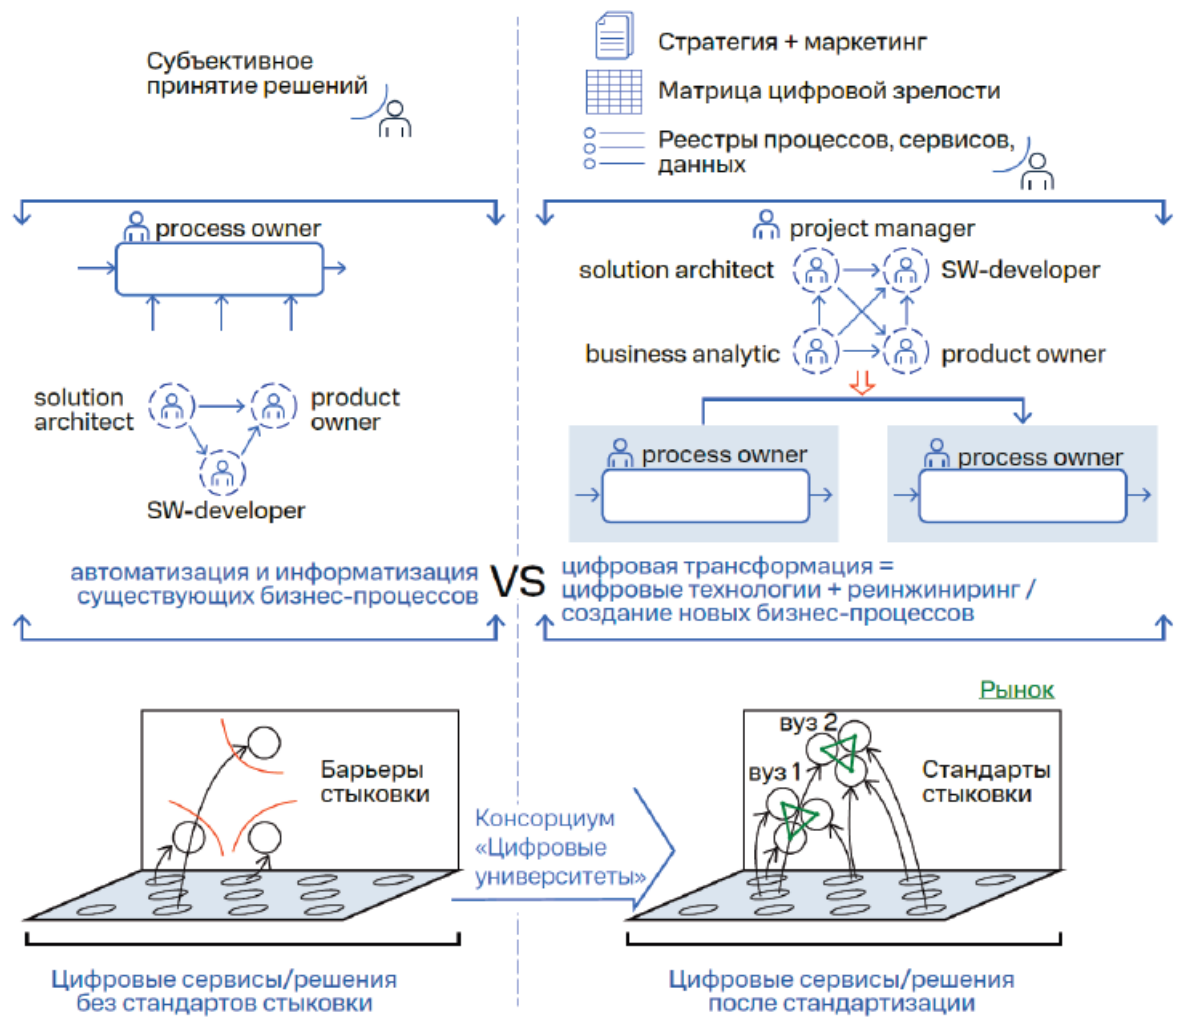 Субъективное
принятие решений
Стратегия + маркетинг
Матрица цифровой зрелости
Реестры процессов, сервисов,
данных
process owner
solution
architect
product
owner
SW-developer
project manager
solution architect
SW-developer
business analytic
product owner
process owner
process owner
автоматизация и информатизация
существующих бизнес-процессов
VS
цифровая трансформация =
цифровые технологии + реинжиниринг /
создание новых бизнес-процессов
Барьеры
стыковки
Консорциум
«Цифровые
университеты»
Рынок
вуз 2
вуз 1
Стандарты
стыковки
Цифровые сервисы/решения
без стандартов стыковки
Цифровые сервисы/решения
после стандартизации